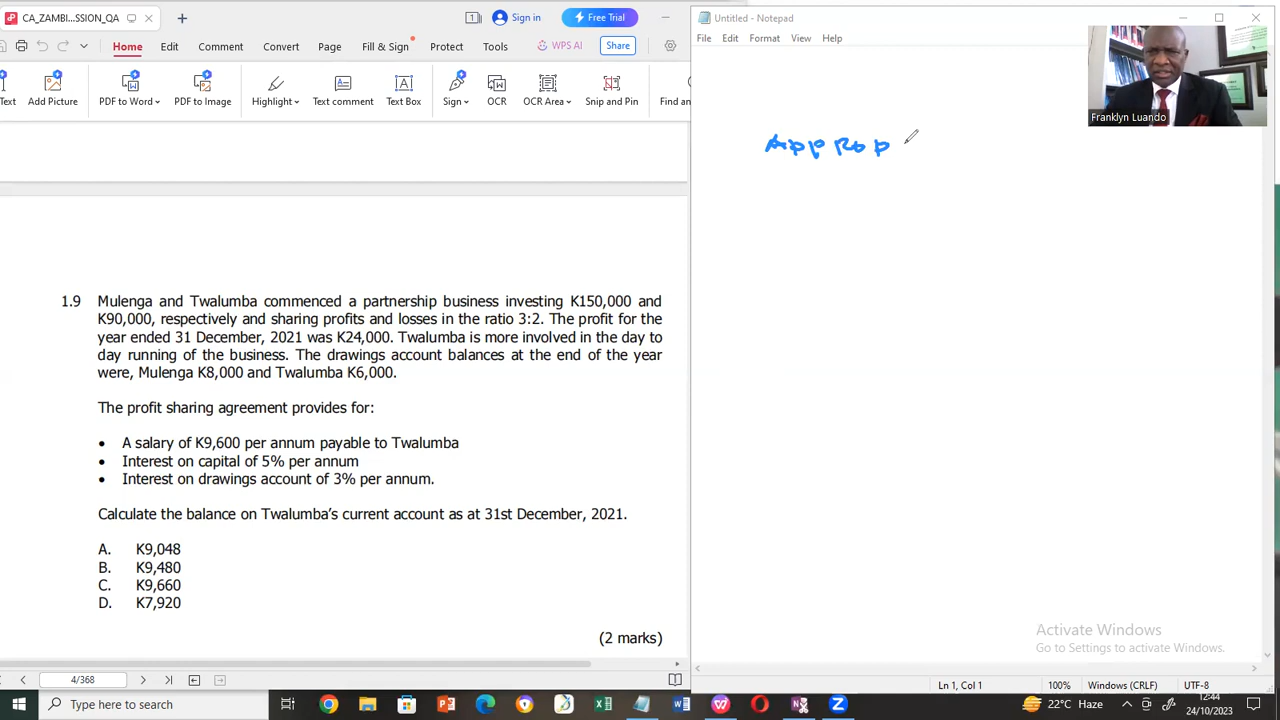 CA_ZAMBI...SSION_QA
1
Sign in
Free Trial
Untitled - Notepad
Home
Edit
Comment
Convert
Page
Fill & Sign
Protect
Tools
WPS AI
Share
File
Edit
Format
View
Help
Text
Add Picture
PDF to Word
PDF to Image
Highlight
Text comment
Text Box
Sign
OCR
OCR Area
Snip and Pin
Find an
Franklyn Luando
APPROP
1.9 Mulenga and Twalumba commenced a partnership business investing K150,000 and
K90,000, respectively and sharing profits and losses in the ratio 3:2. The profit for the
year ended 31 December, 2021 was K24,000. Twalumba is more involved in the day to
day running of the business. The drawings account balances at the end of the year
were, Mulenga K8,000 and Twalumba K6,000.
The profit sharing agreement provides for:
• A salary of K9,600 per annum payable to Twalumba
• Interest on capital of 5% per annum
• Interest on drawings account of 3% per annum.
Calculate the balance on Twalumba's current account as at 31st December, 2021.
A. K9,048
B. K9,480
C. K9,660
D. K7,920
(2 marks)
Activate Windows
Go to Settings to activate Windows.
4/368
Ln 1, Col 1
100%
Windows (CRLF)
UTF-8
Type here to search
22°C Haze
12:44
24/10/2023